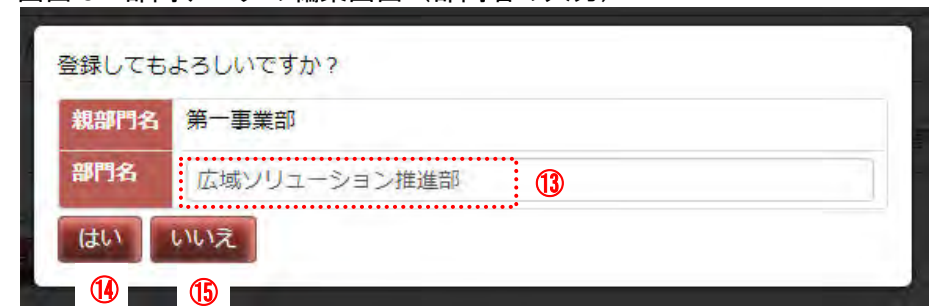 登録してもよろしいですか？
親部門名 第一事業部
部門名 広域ソリューション推進部 ⑬
はい いいえ
⑭ ⑮